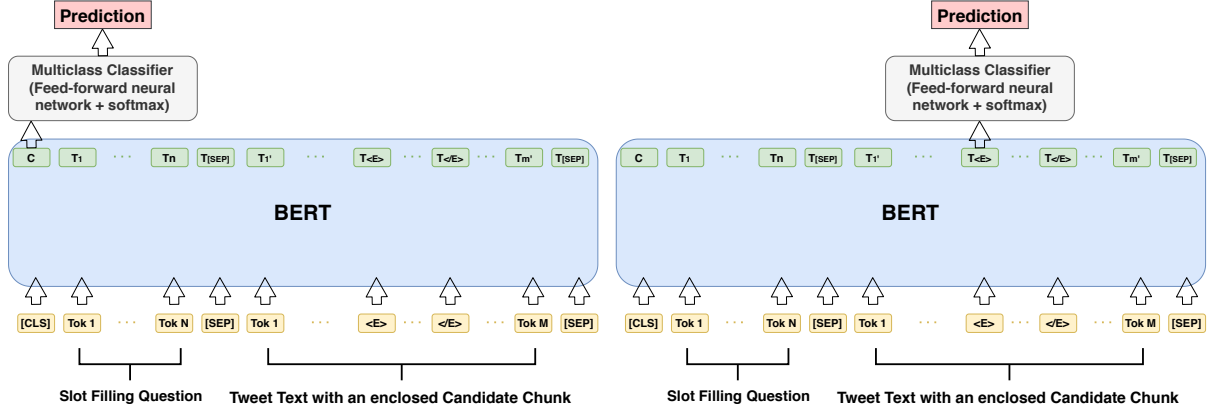 Prediction
Multiclass Classifier
(Feed-forward neural
network + softmax)
C T1 ... Tn T[SEP] T1' ... T<E> ... T</E> ... Tm' T[SEP]
BERT
[CLS] Tok 1 ... Tok N [SEP] Tok 1 ... <E> ... </E> ... Tok M [SEP]
Slot Filling Question Tweet Text with an enclosed Candidate Chunk
Prediction
Multiclass Classifier
(Feed-forward neural
network + softmax)
C T1 ... Tn T[SEP] T1' ... T<E> ... T</E> ... Tm' T[SEP]
BERT
[CLS] Tok 1 ... Tok N [SEP] Tok 1 ... <E> ... </E> ... Tok M [SEP]
Slot Filling Question Tweet Text with an enclosed Candidate Chunk